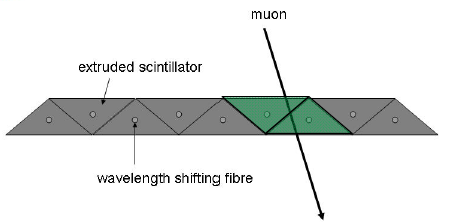 muon
extruded scintillator
wavelength shifting fibre